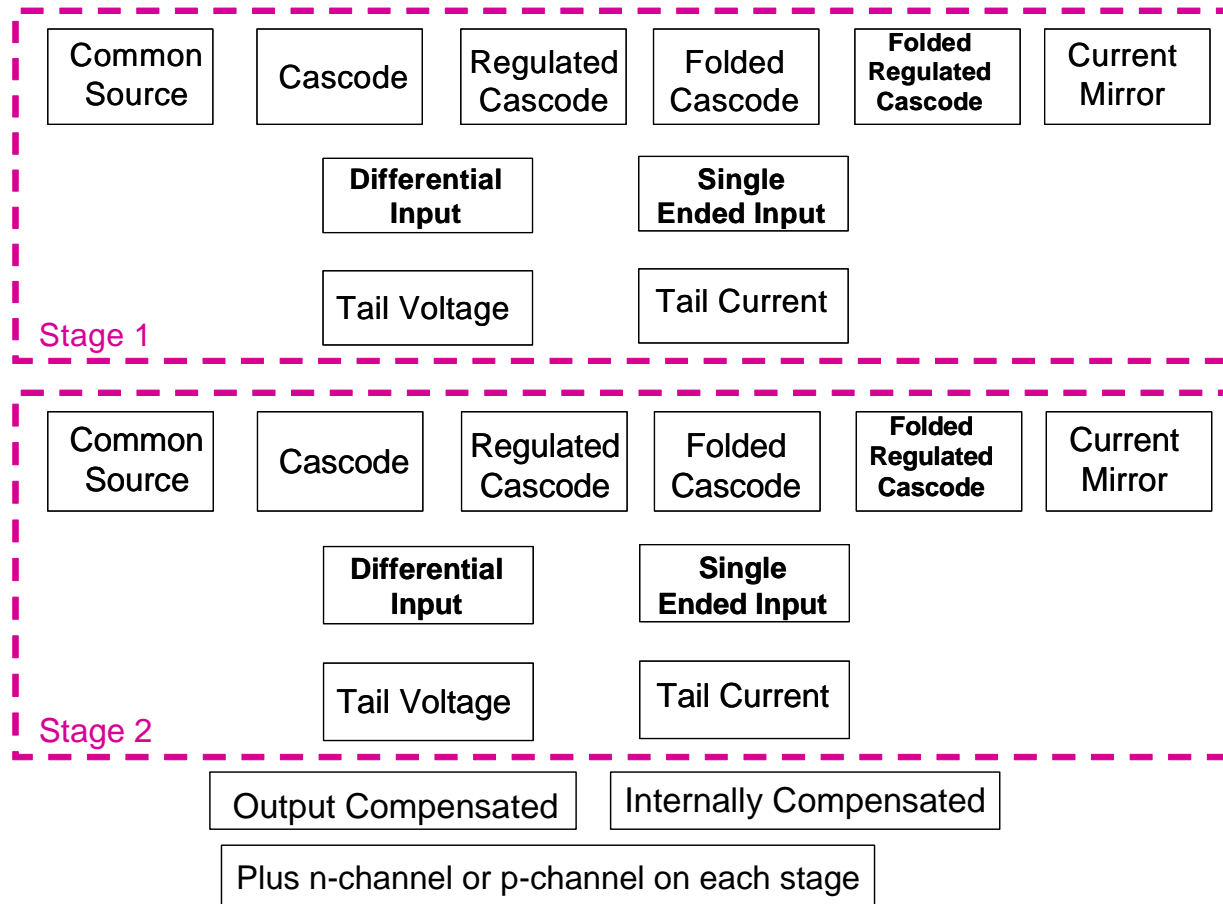 Common
Source
Cascode
Regulated
Cascode
Folded
Cascode
Folded
Regulated
Cascode
Current
Mirror
Differential
Input
Single
Ended Input
Tail Voltage
Tail Current
Stage 1
Common
Source
Cascode
Regulated
Cascode
Folded
Cascode
Folded
Regulated
Cascode
Current
Mirror
Differential
Input
Single
Ended Input
Tail Voltage
Tail Current
Stage 2
Output Compensated
Internally Compensated
Plus n-channel or p-channel on each stage